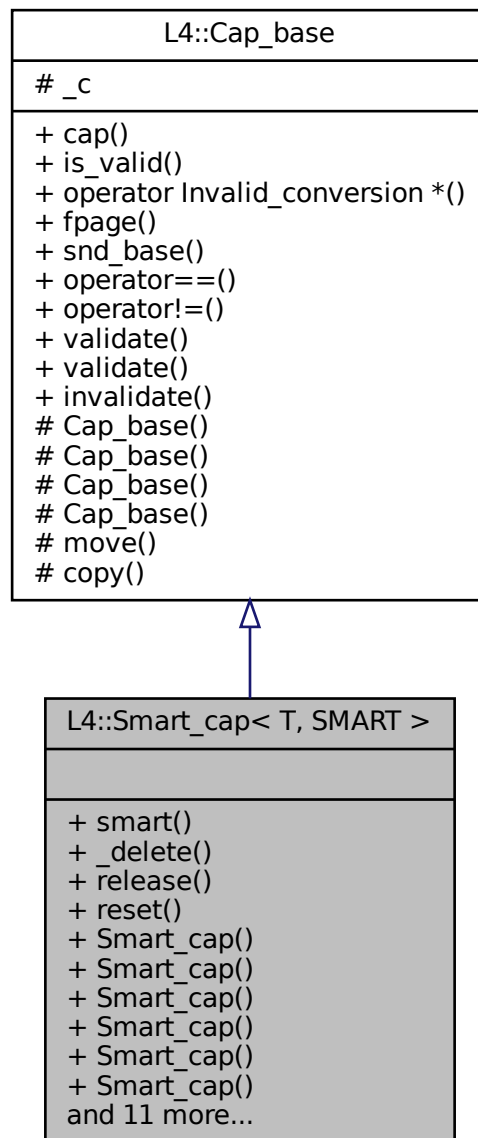 L4::Cap_base
# _c
+ cap()
+ is_valid()
+ operator Invalid_conversion *()
+ fpage()
+ snd_base()
+ operator==()
+ operator!=()
+ validate()
+ validate()
+ invalidate()
# Cap_base()
# Cap_base()
# Cap_base()
# Cap_base()
# move()
# copy()
L4::Smart_cap< T, SMART >
+ smart()
+ _delete()
+ release()
+ reset()
+ Smart_cap()
+ Smart_cap()
+ Smart_cap()
+ Smart_cap()
+ Smart_cap()
+ Smart_cap()
and 11 more...